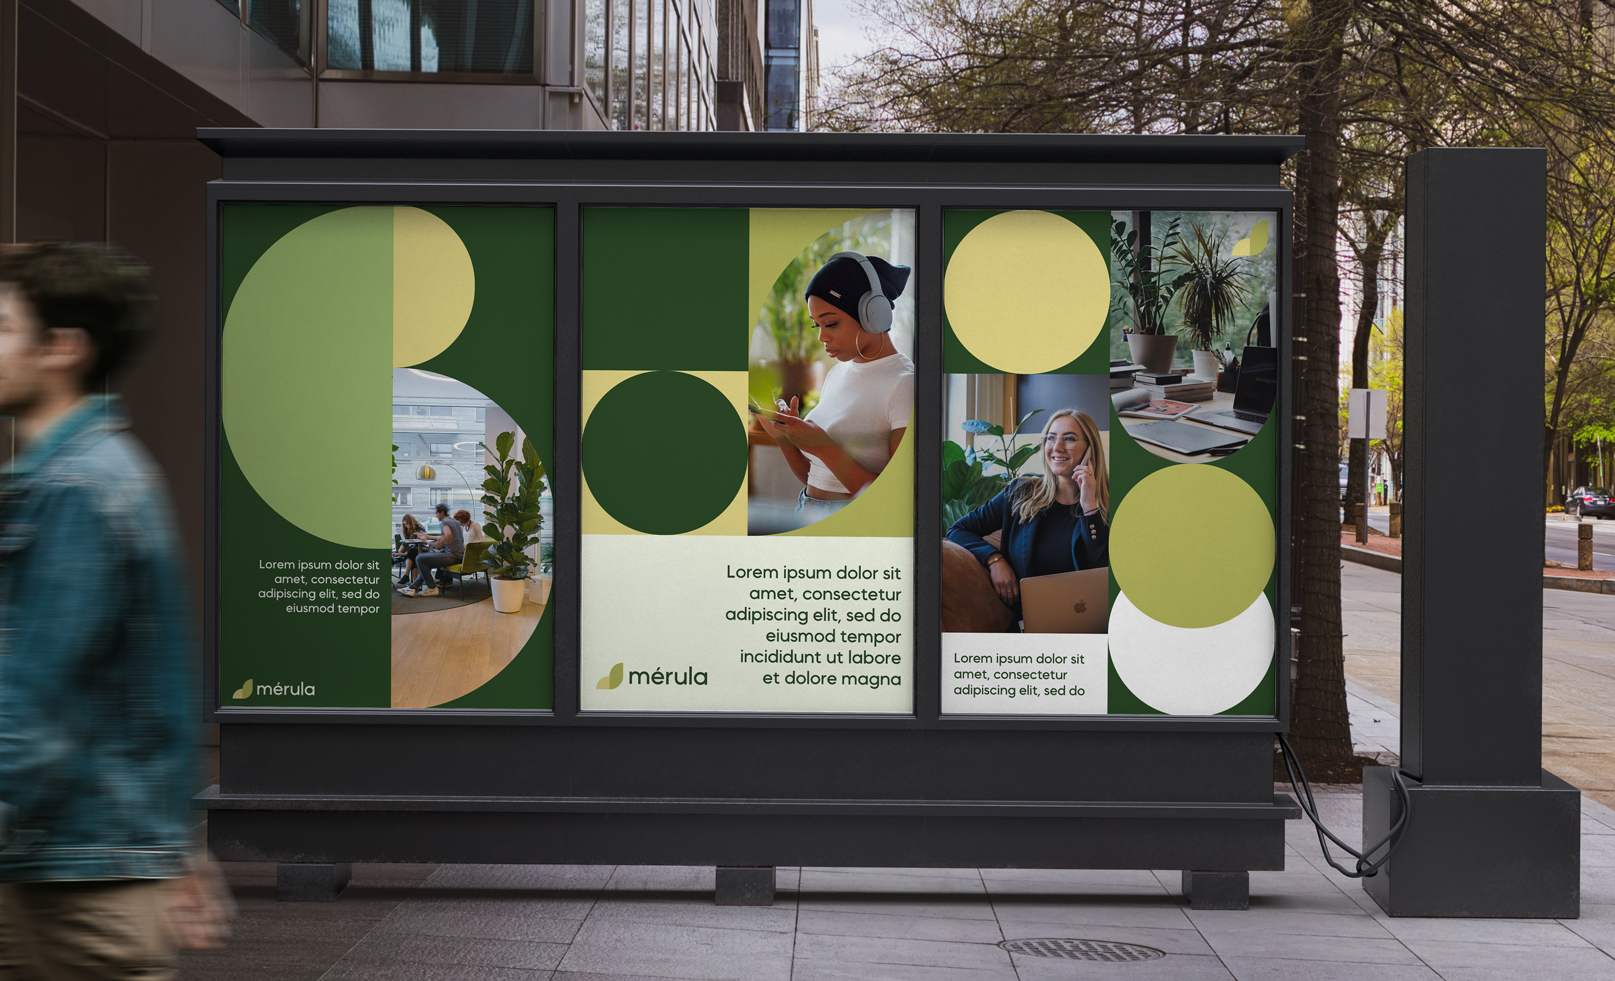 Lorem ipsum dolor sit
amet, consectetur
adipiscing elit, sed do
eiusmod tempor
mérula
Lorem ipsum dolor sit
amet, consectetur
adipiscing elit, sed do
eiusmod tempor
incididunt ut labore
et dolore magna
mérula
Lorem ipsum dolor sit
amet, consectetur
adipiscing elit, sed do